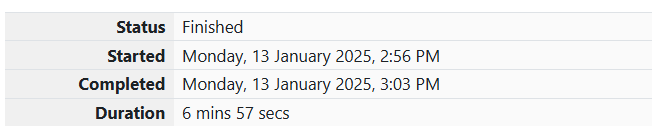 Status Finished
Started Monday, 13 January 2025, 2:56 PM
Completed Monday, 13 January 2025, 3:03 PM
Duration 6 mins 57 secs